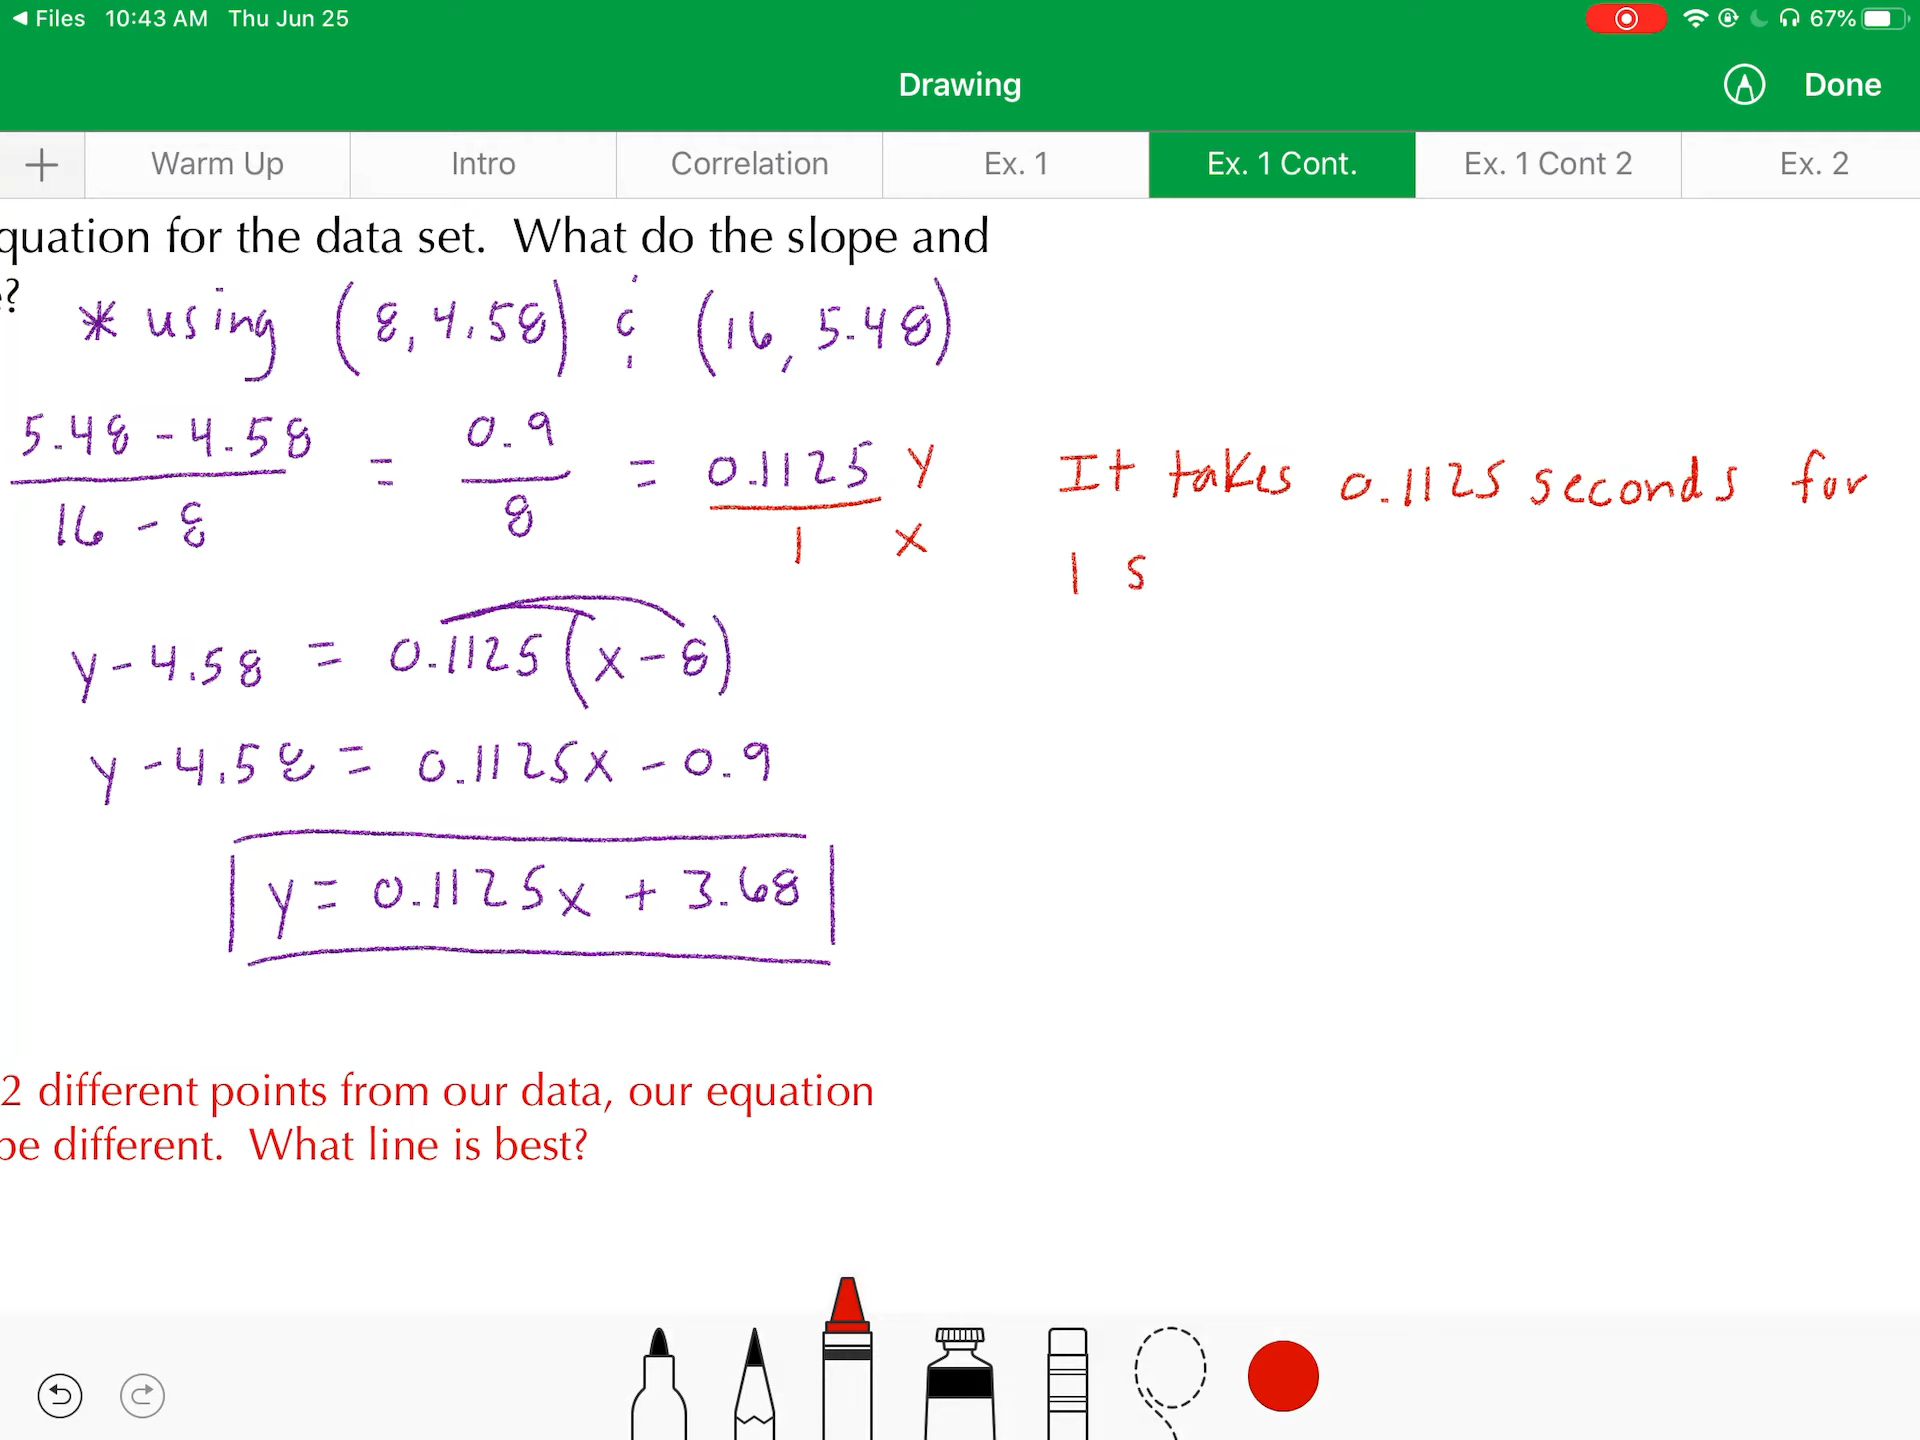 Files 10:43 AM Thu Jun 25 67%
Drawing Done
Warm Up Intro Correlation Ex. 1 Ex. 1 Cont. Ex. 1 Cont 2 Ex. 2
quation for the data set. What do the slope and
e?
* using (8, 4.58) & (16, 5.48)
5.48 - 4.58 / 16 - 8 = 0.9 / 8 = 0.1125 / 1 y / x
It takes 0.1125 seconds for
1 s
y - 4.58 = 0.1125(x - 8)
y - 4.58 = 0.1125x - 0.9
y = 0.1125x + 3.68
2 different points from our data, our equation
be different. What line is best?